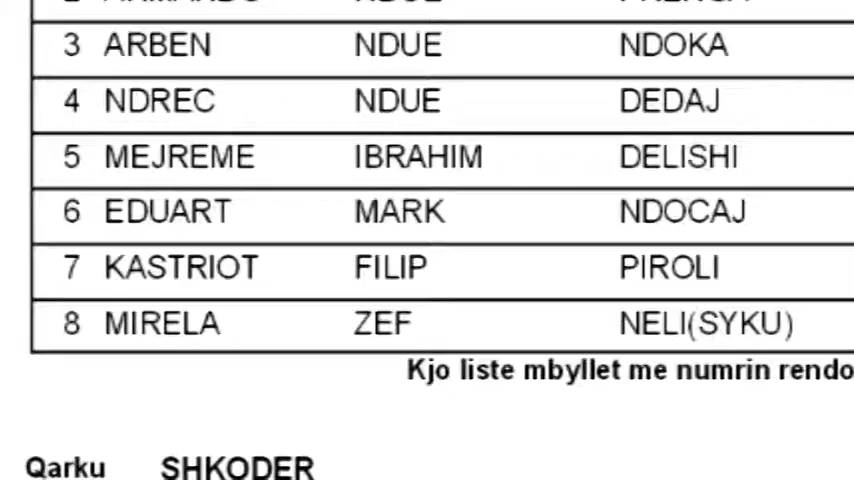 3 ARBEN NDUE NDOKA
4 NDREC NDUE DEDAJ
5 MEJREME IBRAHIM DELISHI
6 EDUART MARK NDOCAJ
7 KASTRIOT FILIP PIROLI
8 MIRELA ZEF NELI(SYKU)
Kjo liste mbyllet me numrin rendo
Qarku SHKODER